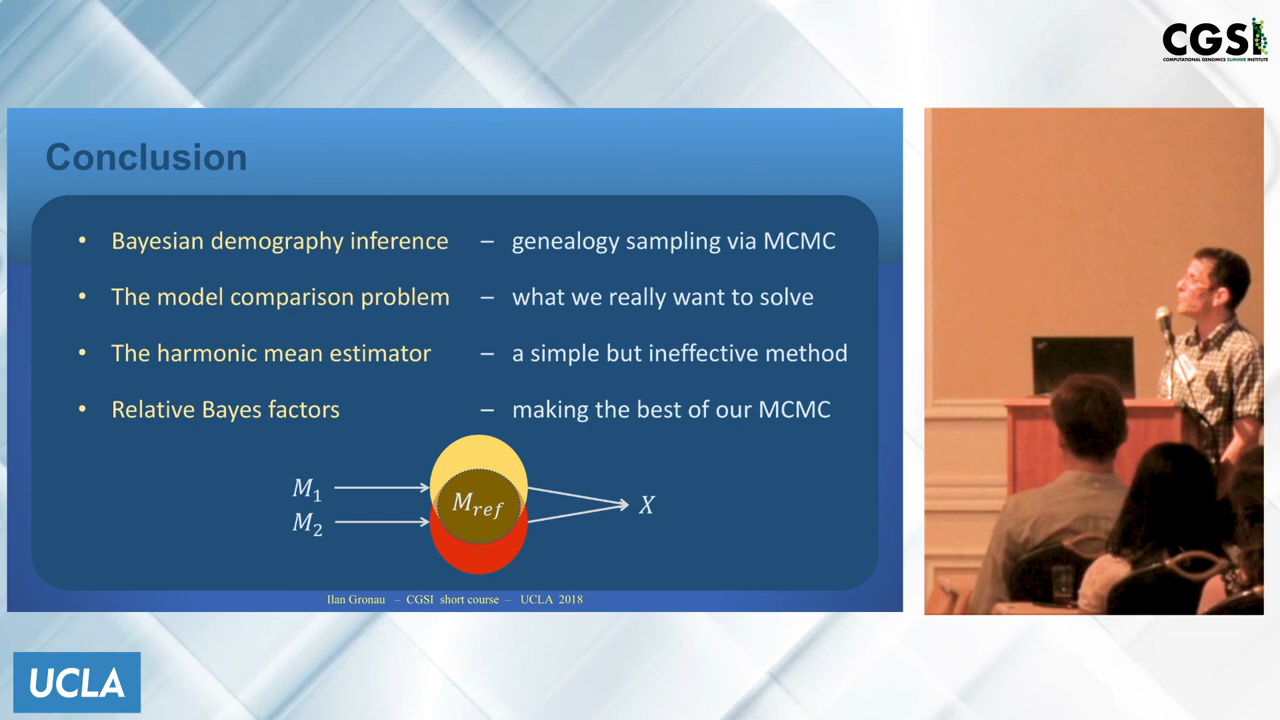 CGSI
COMPUTATIONAL GENOMICS SUMMER INSTITUTE
Conclusion
• Bayesian demography inference – genealogy sampling via MCMC
• The model comparison problem – what we really want to solve
• The harmonic mean estimator – a simple but ineffective method
• Relative Bayes factors – making the best of our MCMC
M₁
M₂
M_ref
X
Ilan Gronau – CGSI short course – UCLA 2018
UCLA